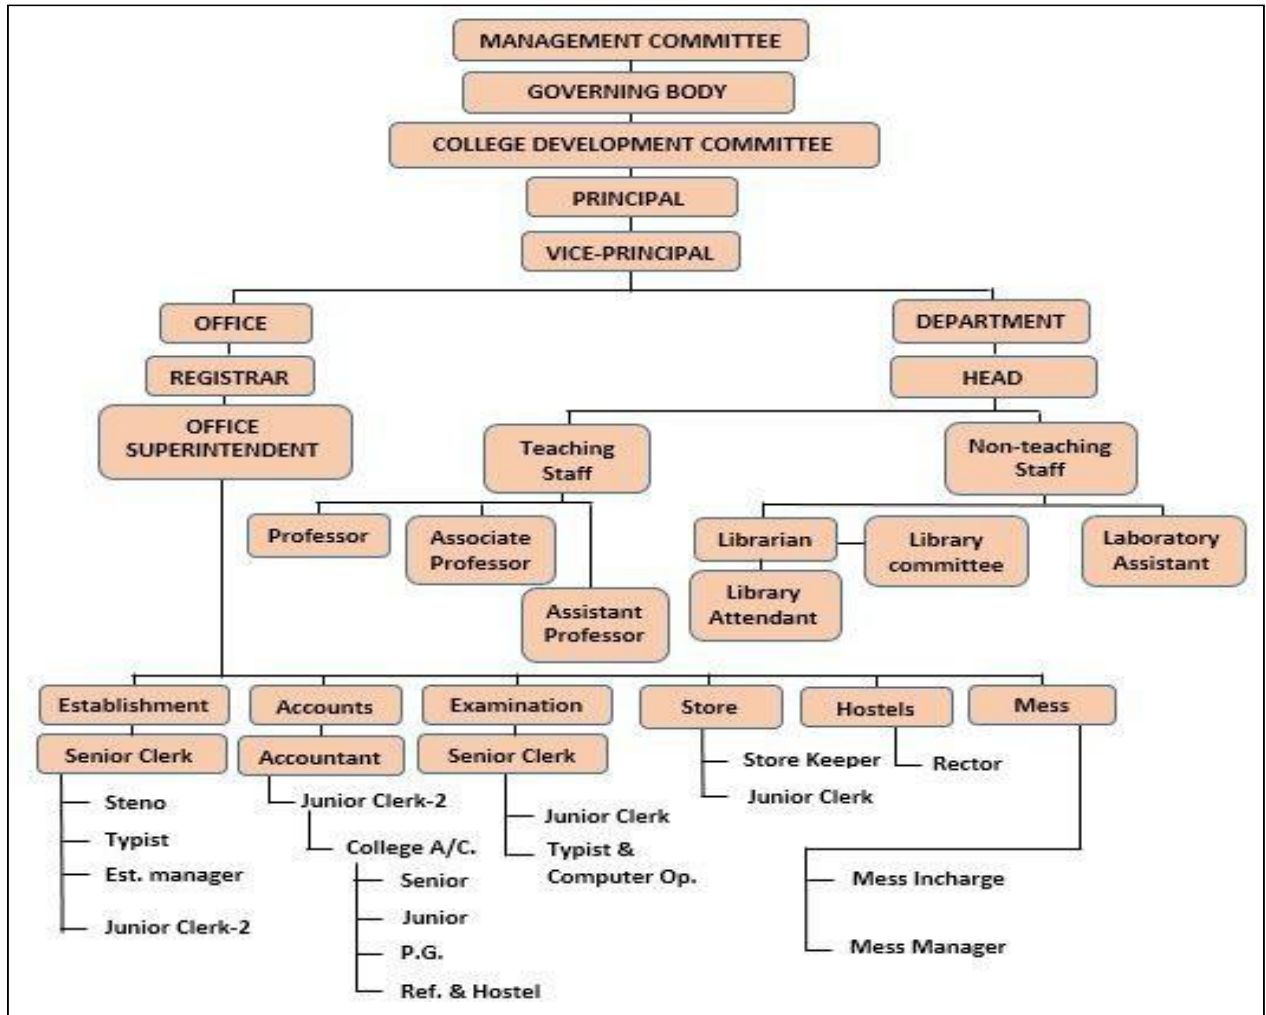 MANAGEMENT COMMITTEE
GOVERNING BODY
COLLEGE DEVELOPMENT COMMITTEE
PRINCIPAL
VICE-PRINCIPAL
OFFICE
DEPARTMENT
REGISTRAR
HEAD
OFFICE
SUPERINTENDENT
Teaching
Staff
Non-teaching
Staff
Professor
Associate
Professor
Assistant
Professor
Librarian
Library
committee
Laboratory
Assistant
Library
Attendant
Establishment
Accounts
Examination
Store
Hostels
Mess
Senior Clerk
Accountant
Senior Clerk
Steno
Typist
Est. manager
Junior Clerk-2
Junior Clerk-2
College A/C.
Senior
Junior
P.G.
Ref. & Hostel
Junior Clerk
Typist &
Computer Op.
Store Keeper
Junior Clerk
Rector
Mess Incharge
Mess Manager